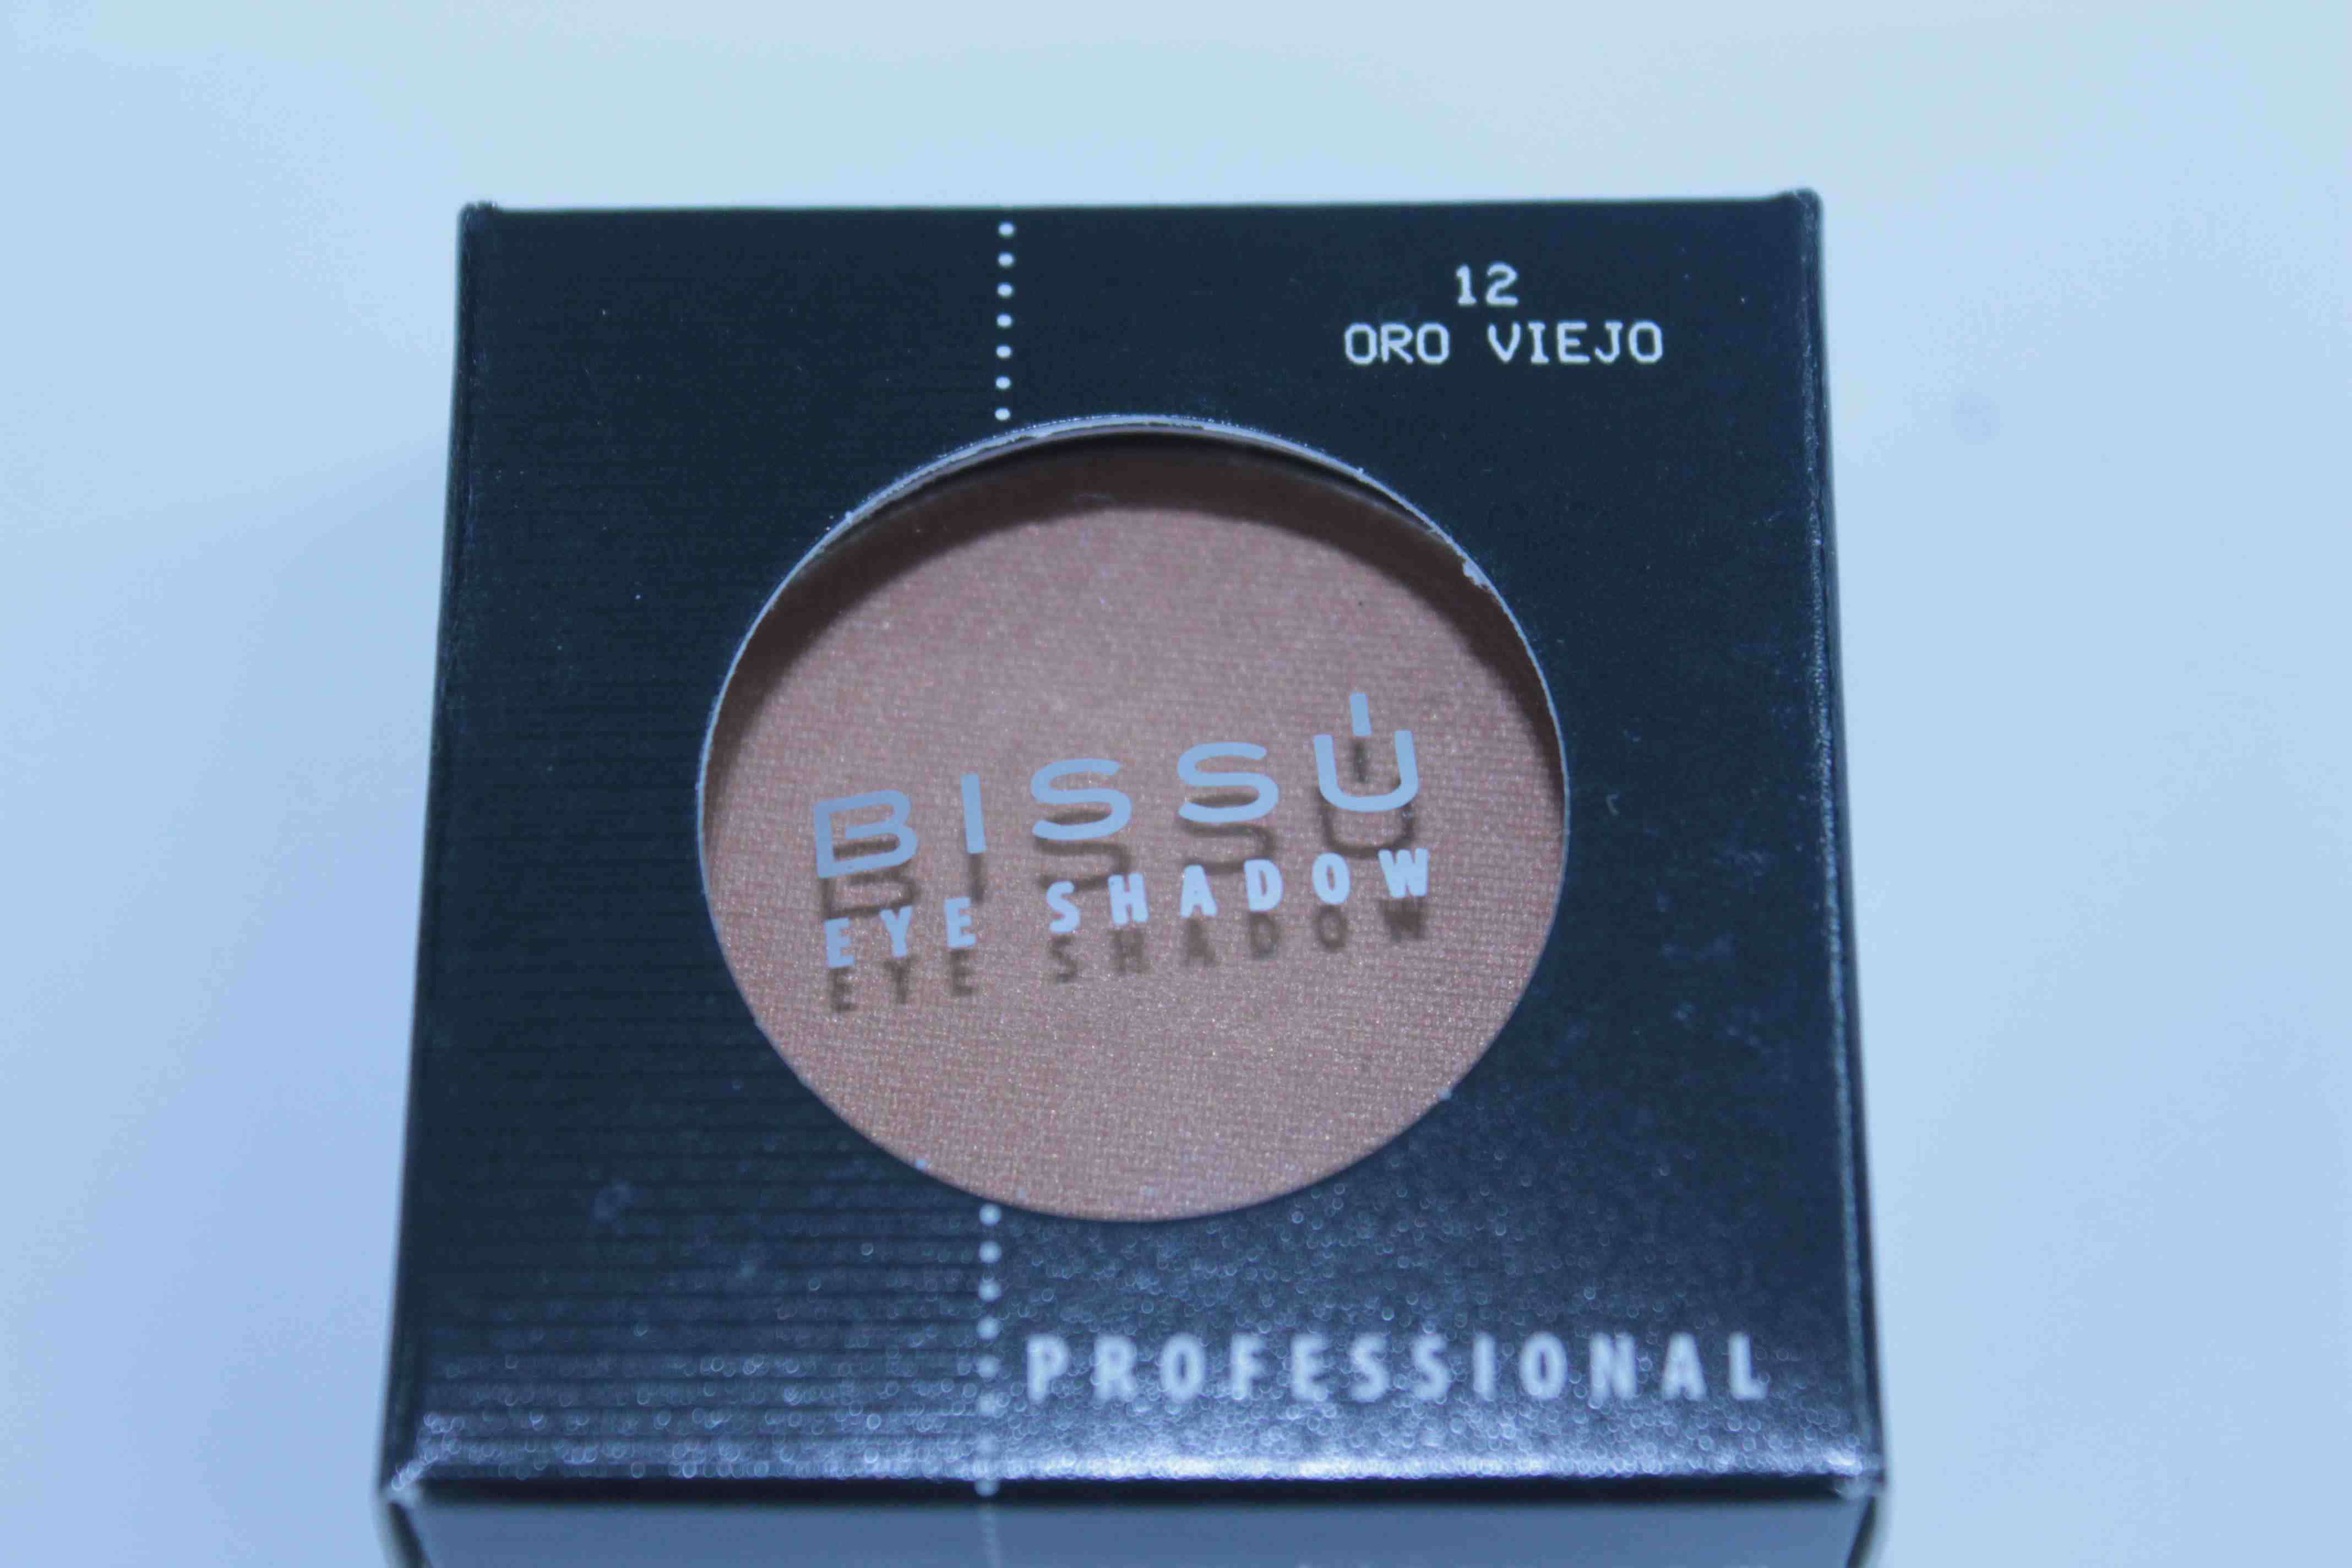 12
ORO VIEJO
BISSÚ
EYE SHADOW
PROFESSIONAL